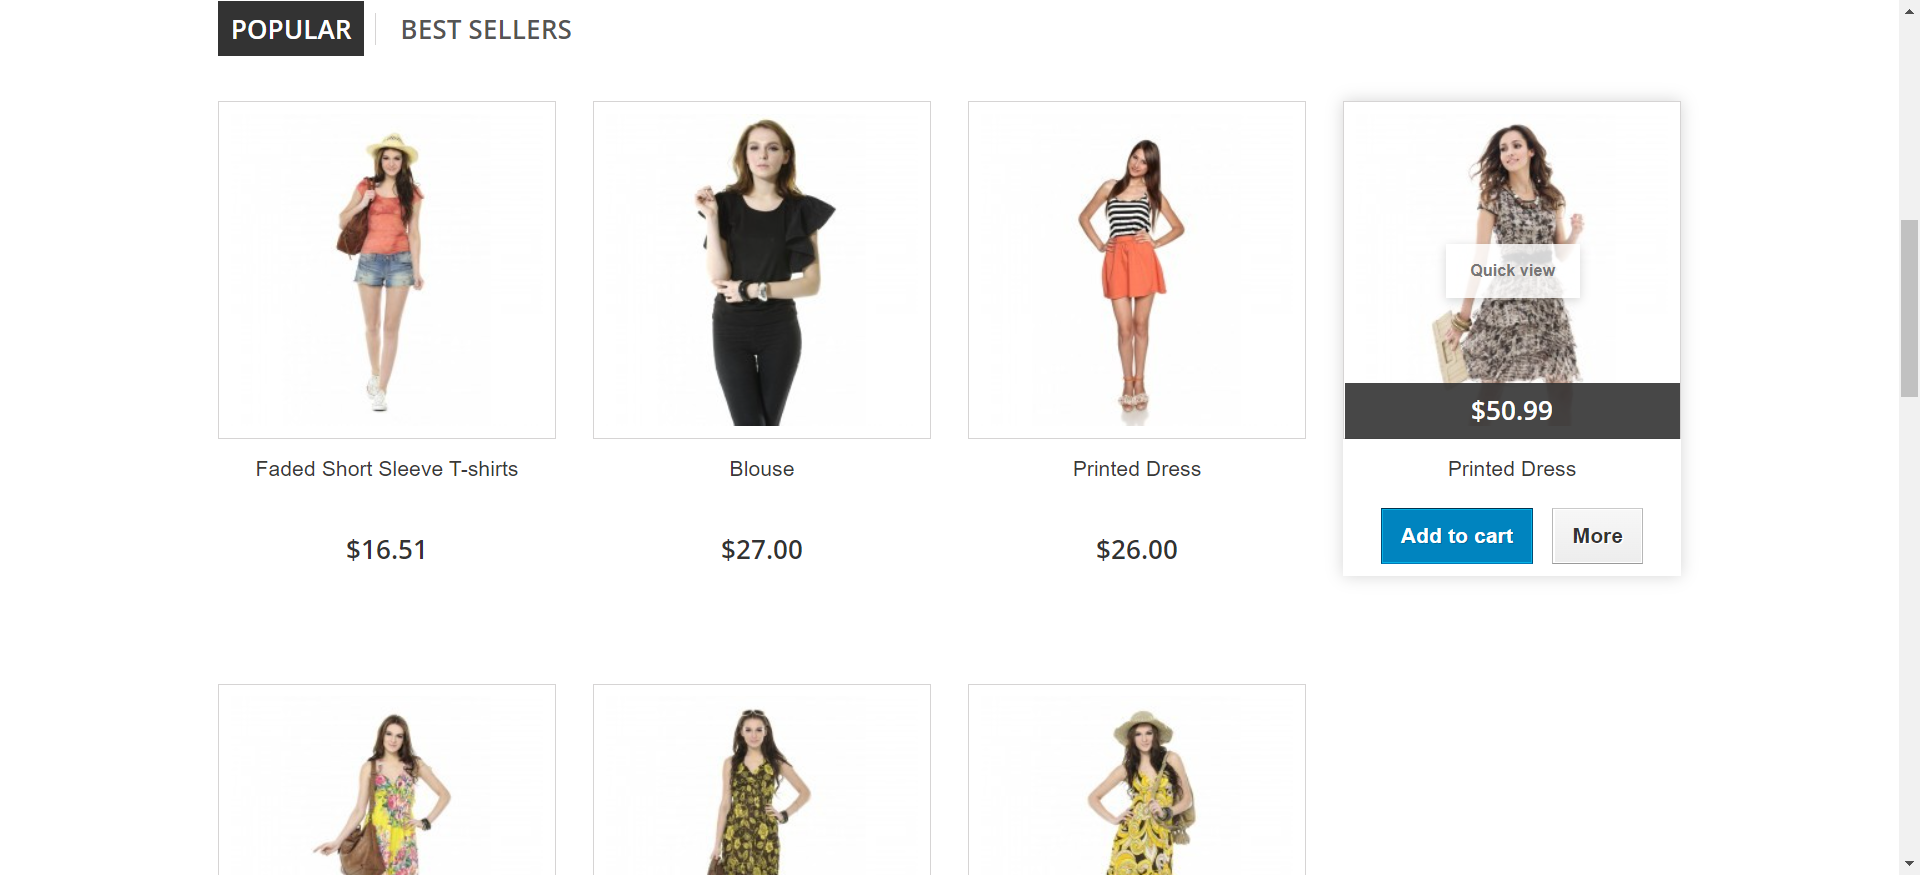 POPULAR
BEST SELLERS
Quick view
$50.99
Faded Short Sleeve T-shirts
Blouse
Printed Dress
Printed Dress
$16.51
$27.00
$26.00
Add to cart
More